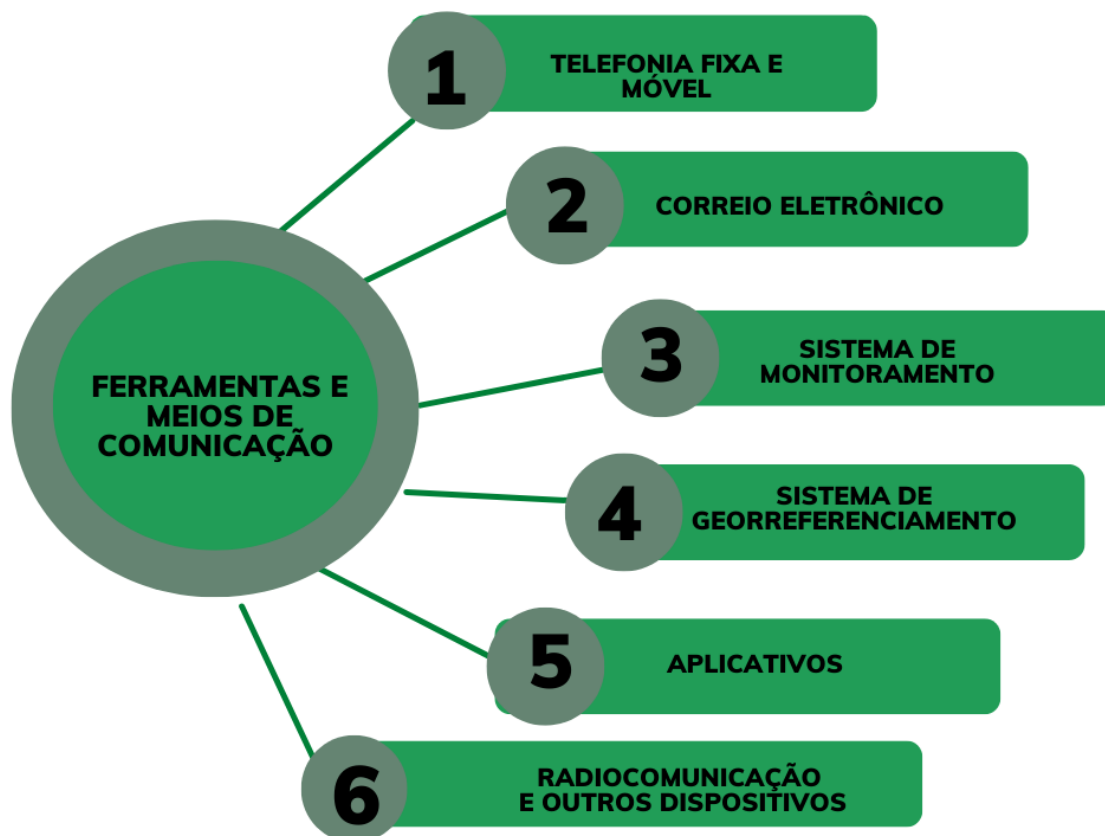 1
TELEFONIA FIXA E
MÓVEL
2
CORREIO ELETRÔNICO
3
SISTEMA DE
MONITORAMENTO
FERRAMENTAS E
MEIOS DE
COMUNICAÇÃO
4
SISTEMA DE
GEORREFERENCIAMENTO
5
APLICATIVOS
6
RADIOCOMUNICAÇÃO
E OUTROS DISPOSITIVOS